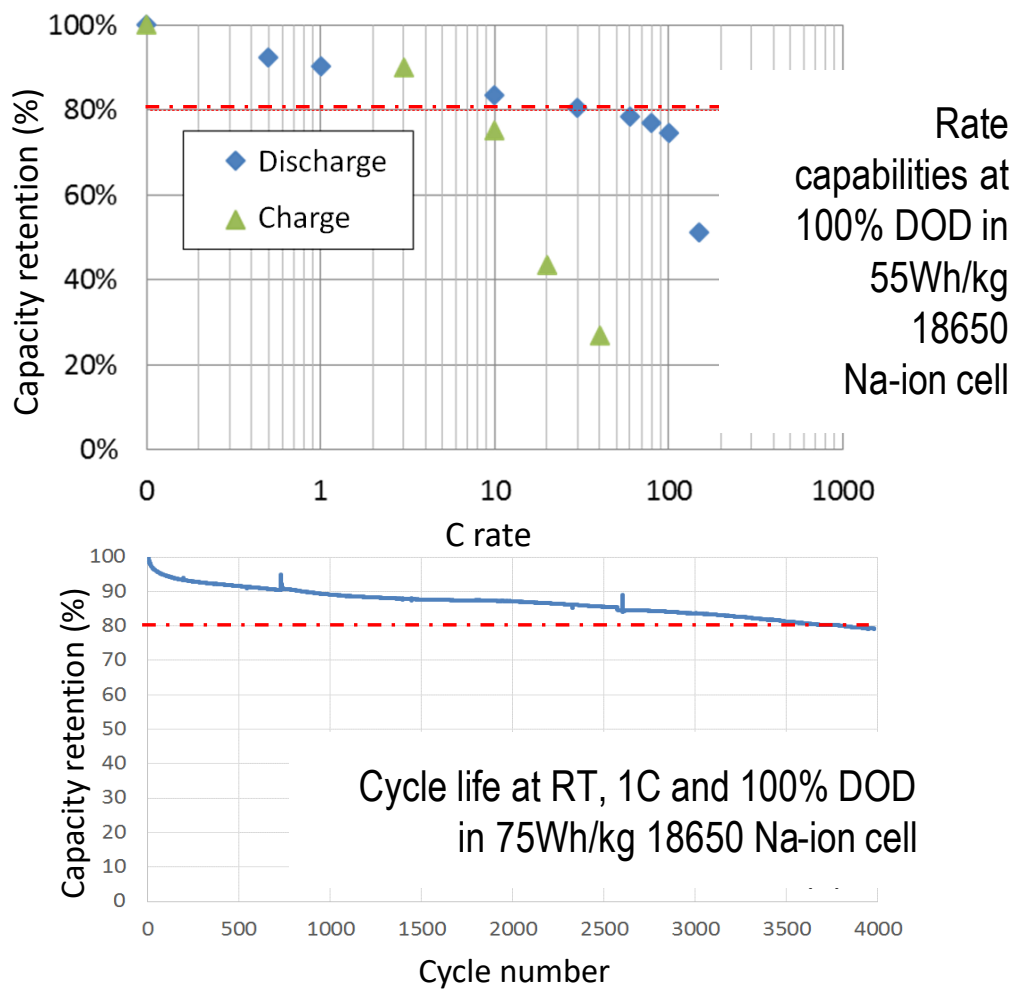 100%
80%
60%
40%
20%
0%
Capacity retention (%)
Discharge
Charge
0 1 10 100 1000
C rate
Rate
capabilities at
100% DOD in
55Wh/kg
18650
Na-ion cell
100
90
80
70
60
50
40
30
20
10
0
Capacity retention (%)
Cycle life at RT, 1C and 100% DOD
in 75Wh/kg 18650 Na-ion cell
0 500 1000 1500 2000 2500 3000 3500 4000
Cycle number